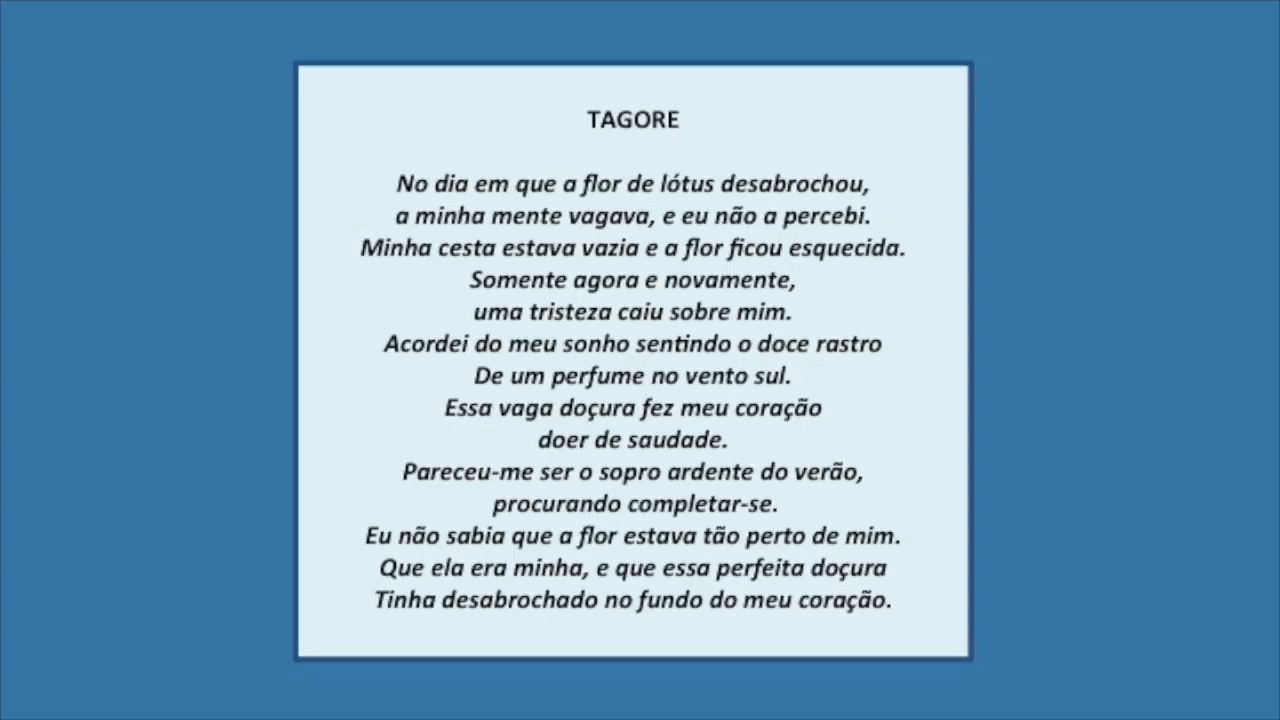 TAGORE
No dia em que a flor de lótus desabrochou,
a minha mente vagava, e eu não a percebi.
Minha cesta estava vazia e a flor ficou esquecida.
Somente agora e novamente,
uma tristeza caiu sobre mim.
Acordei do meu sonho sentindo o doce rastro
De um perfume no vento sul.
Essa vaga doçura fez meu coração
doer de saudade.
Pareceu-me ser o sopro ardente do verão,
procurando completar-se.
Eu não sabia que a flor estava tão perto de mim.
Que ela era minha, e que essa perfeita doçura
Tinha desabrochado no fundo do meu coração.